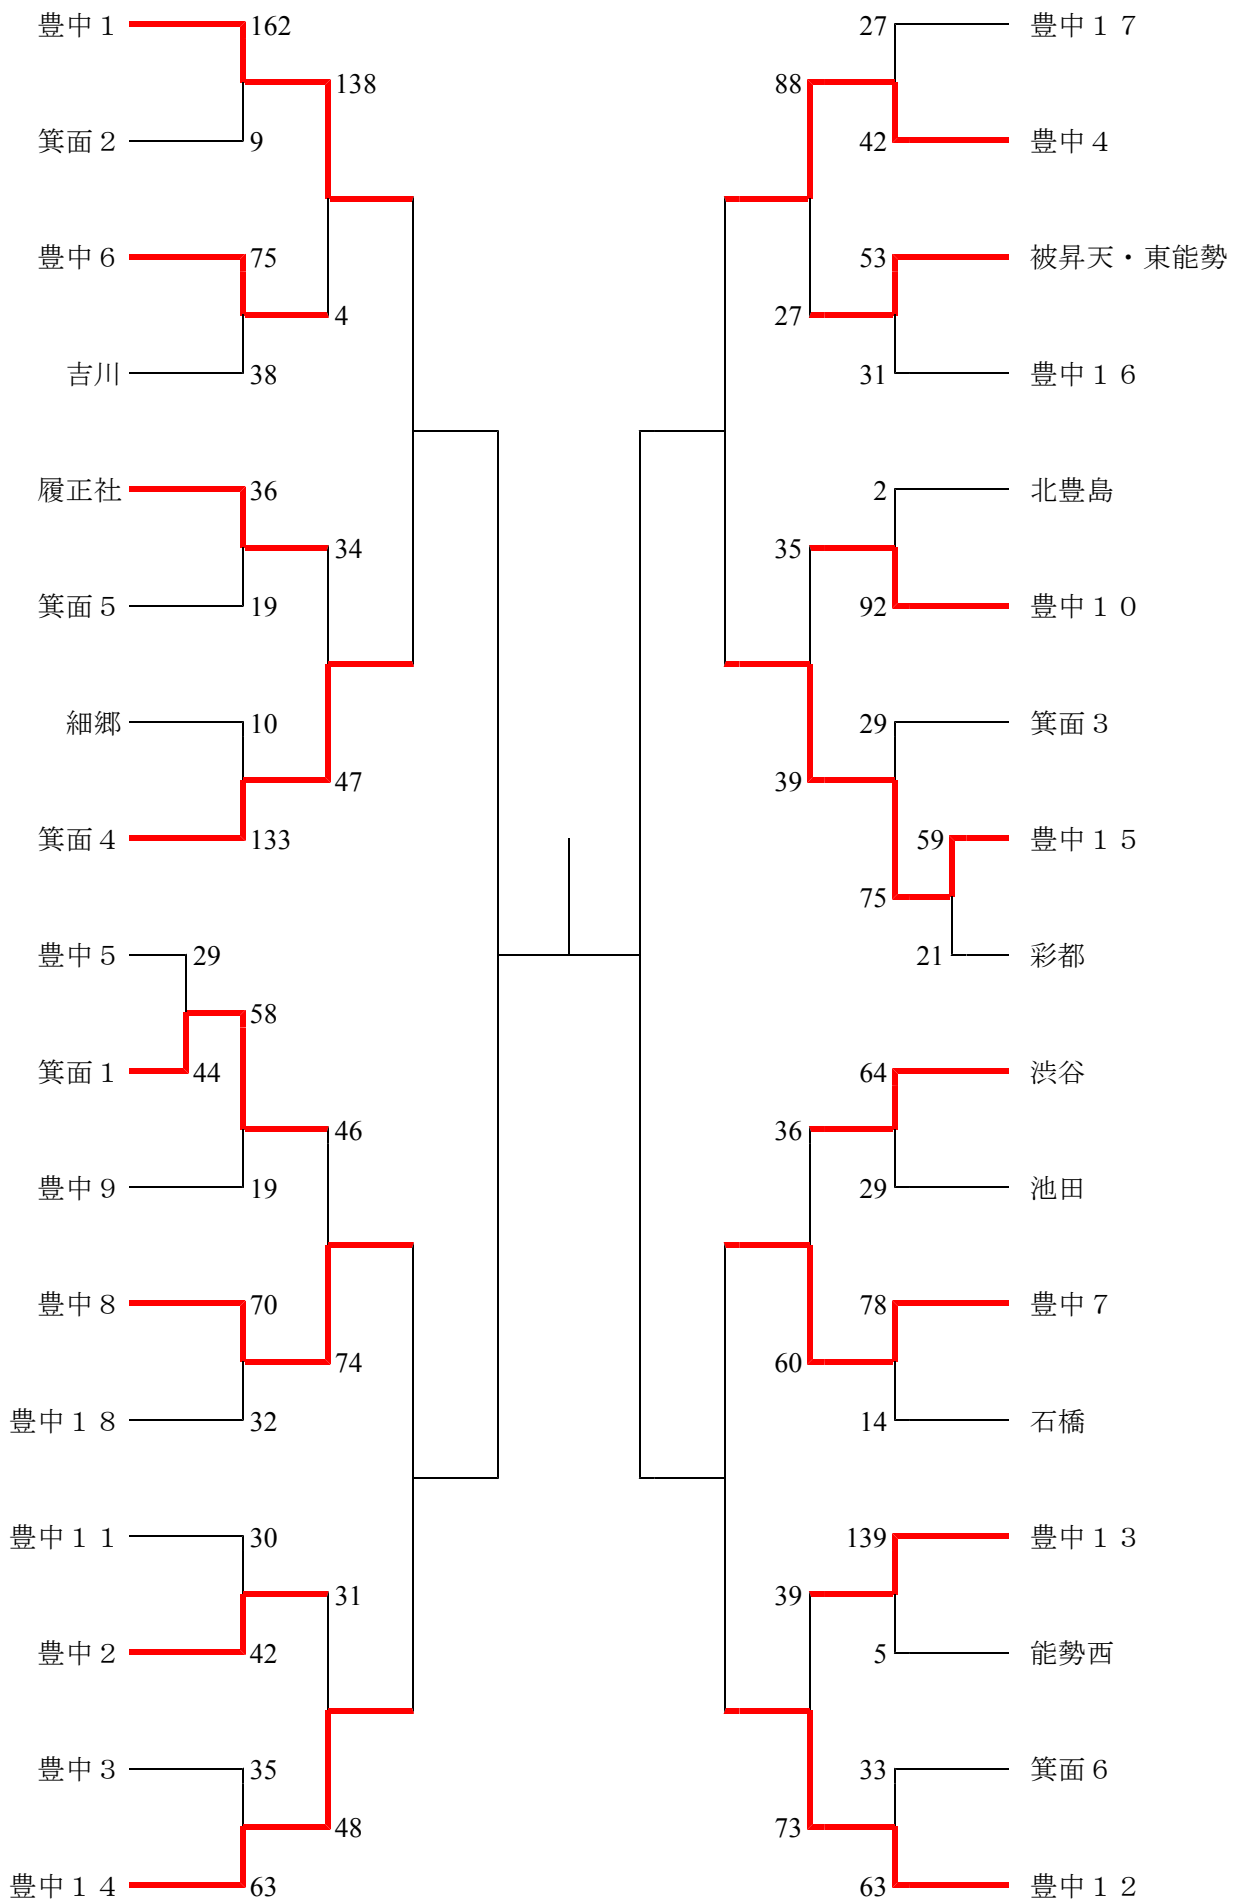 豊中１ 162 27 豊中１７
138 88
箕面２ 9 42 豊中４
豊中６ 75 53 被昇天・東能勢
4 27
吉川 38 31 豊中１６
履正社 36 2 北豊島
34 35
箕面５ 19 92 豊中１０
細郷 10 29 箕面３
47 39
箕面４ 133 59 豊中１５
75
豊中５ 29 21 彩都
58
箕面１ 44 64 渋谷
46 36
豊中９ 19 29 池田
豊中８ 70 78 豊中７
74 60
豊中１８ 32 14 石橋
豊中１１ 30 139 豊中１３
31 39
豊中２ 42 5 能勢西
豊中３ 35 33 箕面６
48 73
豊中１４ 63 63 豊中１２